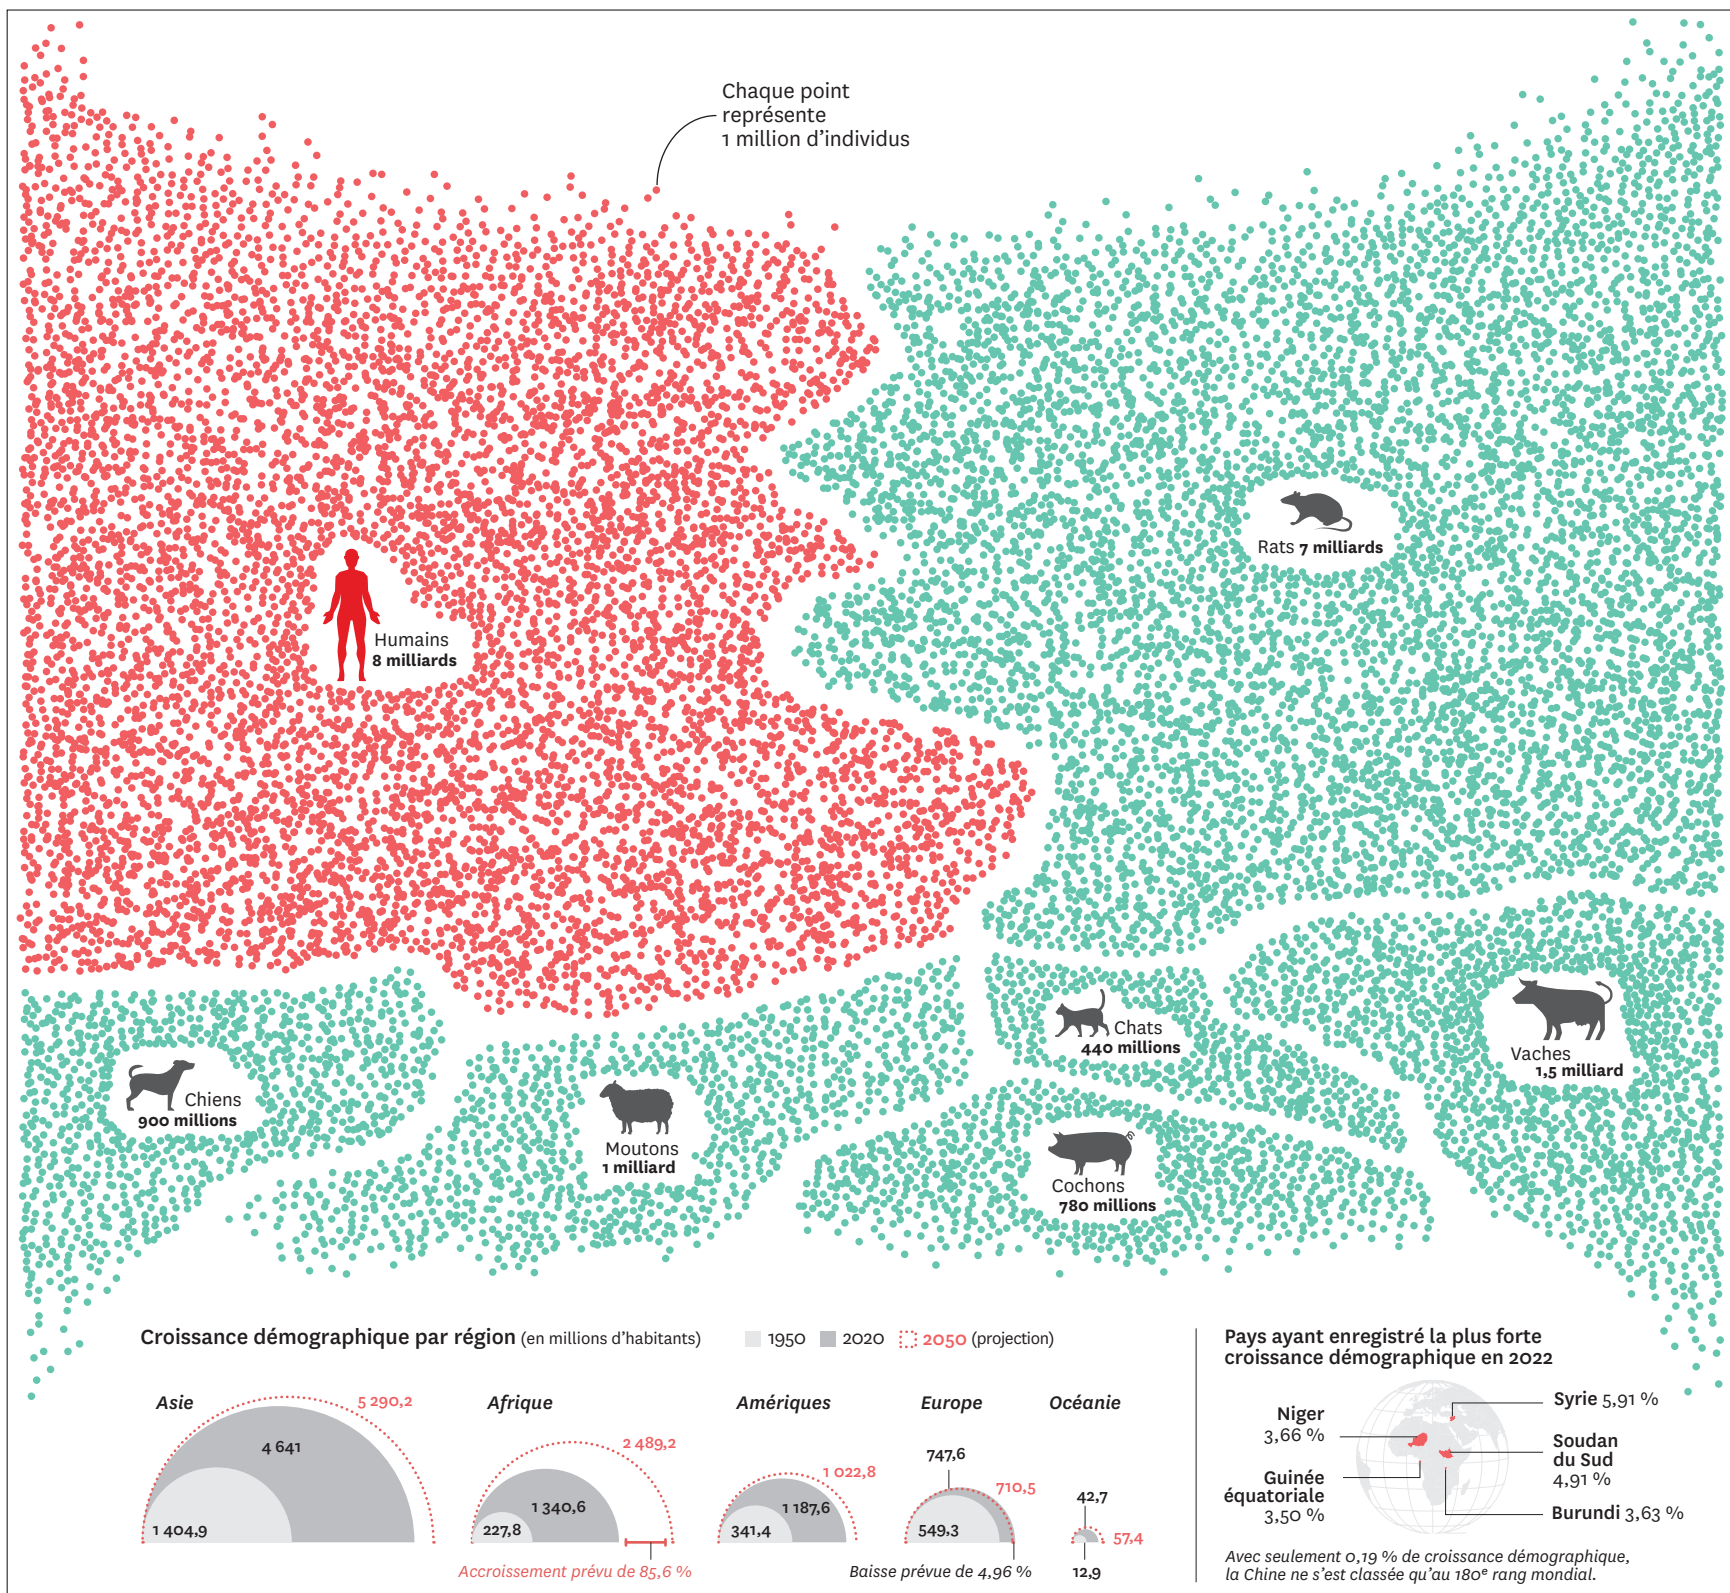 Chaque point
représente
1 million d'individus
Rats 7 milliards
Humains
8 milliards
Chats
440 millions
Vaches
1,5 milliard
Chiens
900 millions
Moutons
1 milliard
Cochons
780 millions
Croissance démographique par région (en millions d'habitants)
1950
2020
2050 (projection)
Asie
5 290,2
4 641
1 404,9
Afrique
2 489,2
1 340,6
227,8
Accroissement prévu de 85,6 %
Amériques
1 022,8
1 187,6
341,4
Europe
747,6
710,5
549,3
Baisse prévue de 4,96 %
Océanie
42,7
57,4
12,9
Pays ayant enregistré la plus forte
croissance démographique en 2022
Niger
3,66 %
Guinée
équatoriale
3,50 %
Syrie 5,91 %
Soudan
du Sud
4,91 %
Burundi 3,63 %
Avec seulement 0,19 % de croissance démographique,
la Chine ne s'est classée qu'au 180e rang mondial.